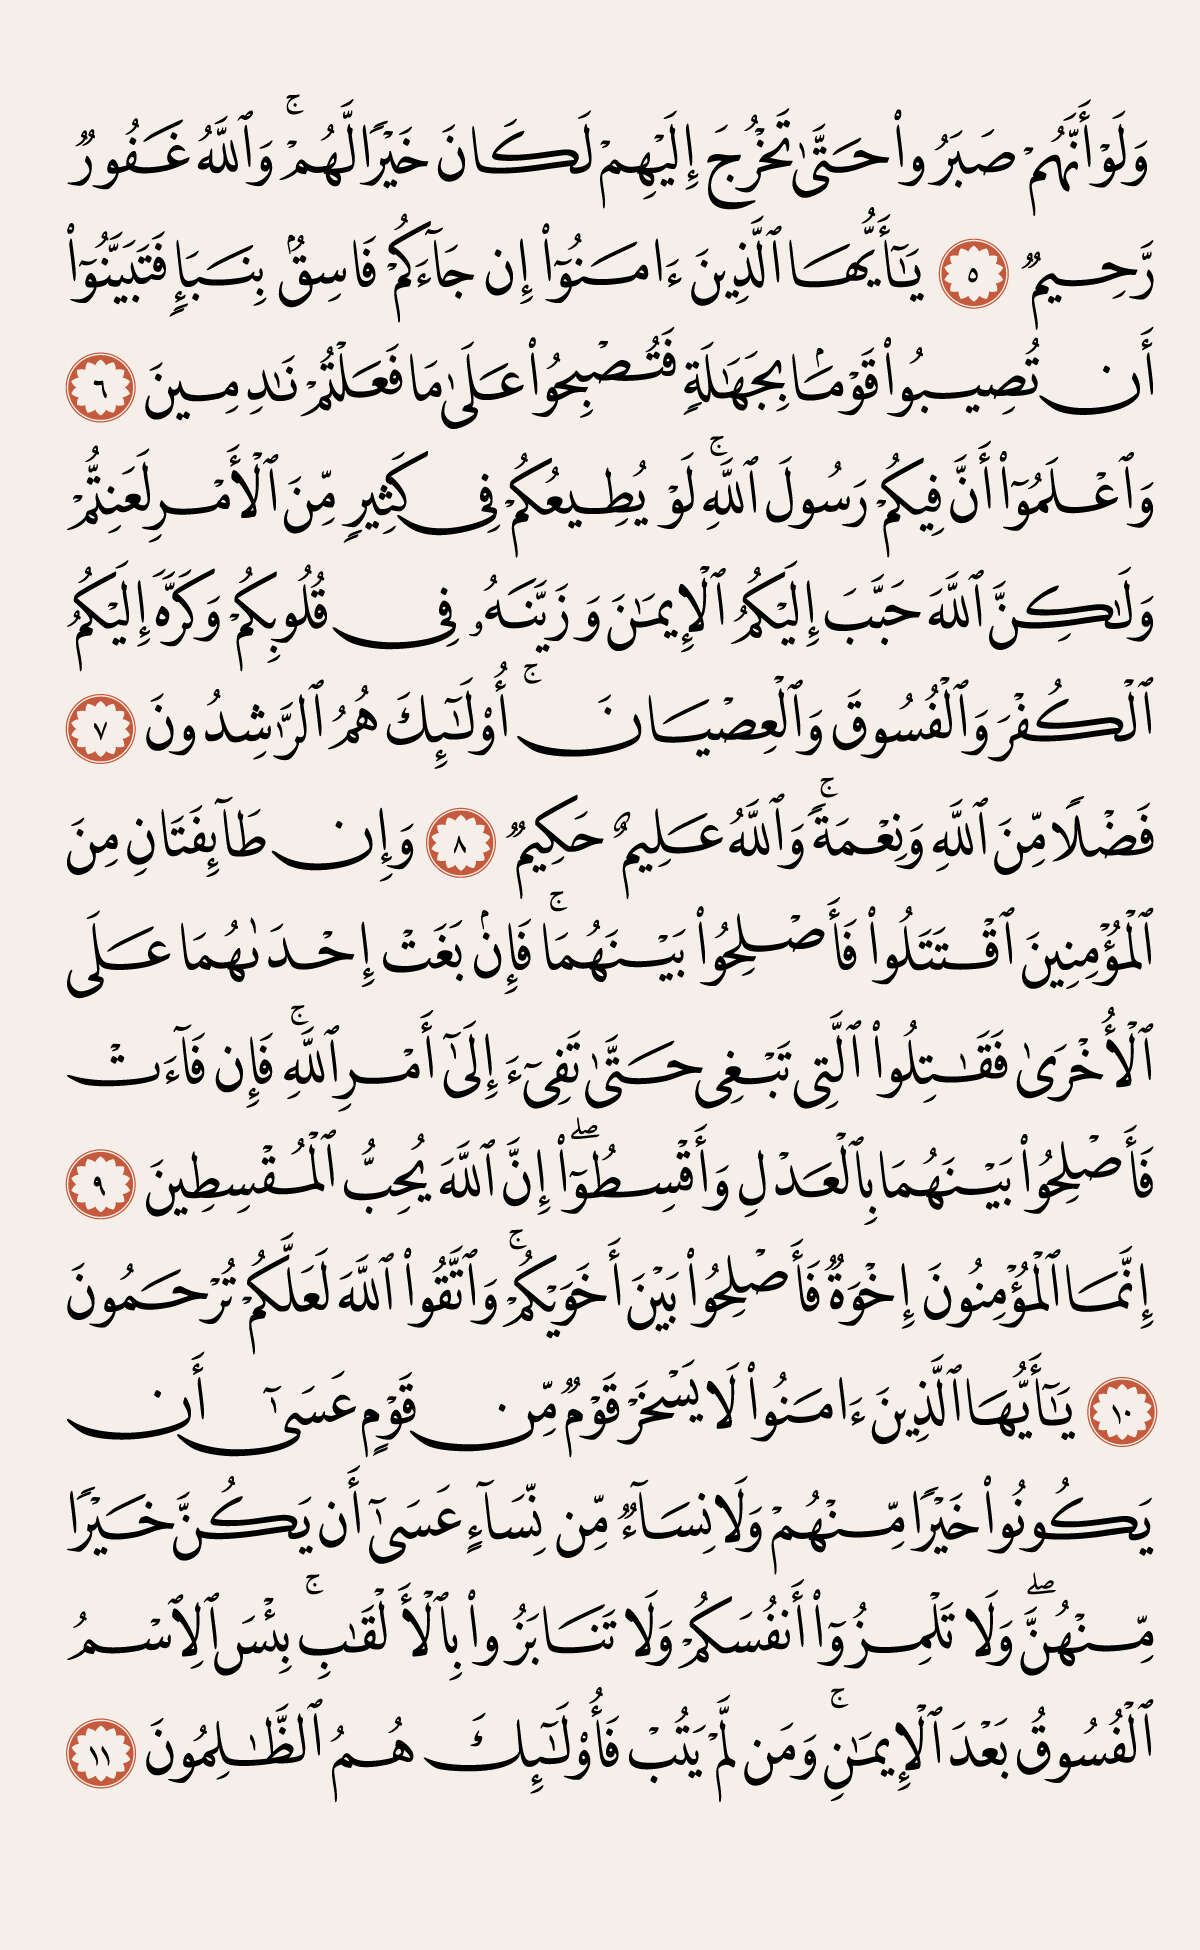 وَلَوْ أَنَّهُمْ صَبَرُوا۟ حَتَّىٰ تَخْرُجَ إِلَيْهِمْ لَكَانَ خَيْرًا لَّهُمْ ۚ وَٱللَّهُ غَفُورٌ
رَّحِيمٌ ٥ يَـٰٓأَيُّهَا ٱلَّذِينَ ءَامَنُوٓا۟ إِن جَآءَكُمْ فَاسِقٌۢ بِنَبَإٍ فَتَبَيَّنُوٓا۟
أَن تُصِيبُوا۟ قَوْمًۢا بِجَهَـٰلَةٍ فَتُصْبِحُوا۟ عَلَىٰ مَا فَعَلْتُمْ نَـٰدِمِينَ ٦
وَٱعْلَمُوٓا۟ أَنَّ فِيكُمْ رَسُولَ ٱللَّهِ ۚ لَوْ يُطِيعُكُمْ فِى كَثِيرٍ مِّنَ ٱلْأَمْرِ لَعَنِتُّمْ
وَلَـٰكِنَّ ٱللَّهَ حَبَّبَ إِلَيْكُمُ ٱلْإِيمَـٰنَ وَزَيَّنَهُۥ فِى قُلُوبِكُمْ وَكَرَّهَ إِلَيْكُمُ
ٱلْكُفْرَ وَٱلْفُسُوقَ وَٱلْعِصْيَانَ ۚ أُو۟لَـٰٓئِكَ هُمُ ٱلرَّٰشِدُونَ ٧
فَضْلًا مِّنَ ٱللَّهِ وَنِعْمَةً ۚ وَٱللَّهُ عَلِيمٌ حَكِيمٌ ٨ وَإِن طَآئِفَتَانِ مِنَ
ٱلْمُؤْمِنِينَ ٱقْتَتَلُوا۟ فَأَصْلِحُوا۟ بَيْنَهُمَا ۖ فَإِنۢ بَغَتْ إِحْدَىٰهُمَا عَلَى
ٱلْأُخْرَىٰ فَقَـٰتِلُوا۟ ٱلَّتِى تَبْغِى حَتَّىٰ تَفِىٓءَ إِلَىٰٓ أَمْرِ ٱللَّهِ ۚ فَإِن فَآءَتْ
فَأَصْلِحُوا۟ بَيْنَهُمَا بِٱلْعَدْلِ وَأَقْسِطُوٓا۟ ۖ إِنَّ ٱللَّهَ يُحِبُّ ٱلْمُقْسِطِينَ ٩
إِنَّمَا ٱلْمُؤْمِنُونَ إِخْوَةٌ فَأَصْلِحُوا۟ بَيْنَ أَخَوَيْكُمْ ۚ وَٱتَّقُوا۟ ٱللَّهَ لَعَلَّكُمْ تُرْحَمُونَ
١٠ يَـٰٓأَيُّهَا ٱلَّذِينَ ءَامَنُوا۟ لَا يَسْخَرْ قَوْمٌ مِّن قَوْمٍ عَسَىٰٓ أَن
يَكُونُوا۟ خَيْرًا مِّنْهُمْ وَلَا نِسَآءٌ مِّن نِّسَآءٍ عَسَىٰٓ أَن يَكُنَّ خَيْرًا
مِّنْهُنَّ ۖ وَلَا تَلْمِزُوٓا۟ أَنفُسَكُمْ وَلَا تَنَابَزُوا۟ بِٱلْأَلْقَـٰبِ ۚ بِئْسَ ٱلِٱسْمُ
ٱلْفُسُوقُ بَعْدَ ٱلْإِيمَـٰنِ ۚ وَمَن لَّمْ يَتُبْ فَأُو۟لَـٰٓئِكَ هُمُ ٱلظَّـٰلِمُونَ ١١